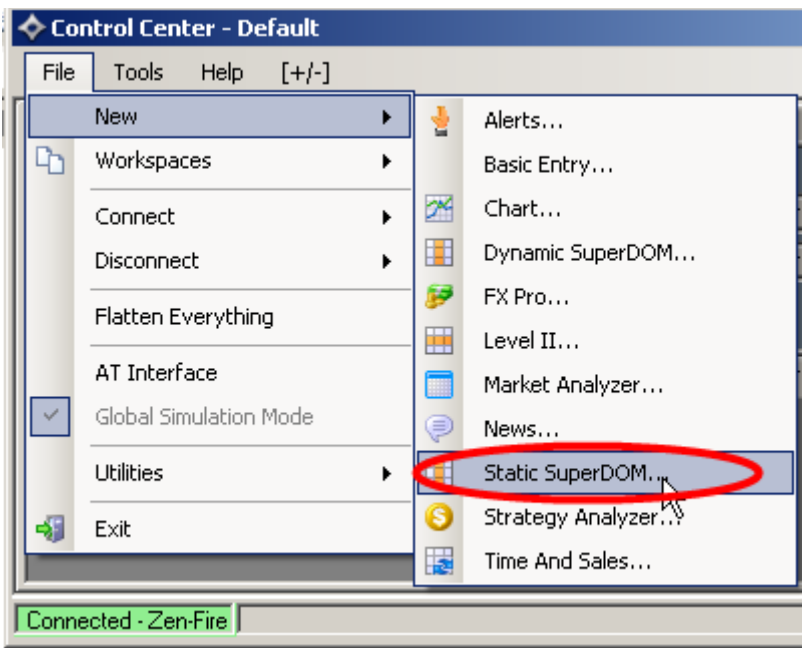 Control Center - Default
File Tools Help [+/-]
New
Workspaces
Connect
Disconnect
Flatten Everything
AT Interface
Global Simulation Mode
Utilities
Exit
Alerts...
Basic Entry...
Chart...
Dynamic SuperDOM...
FX Pro...
Level II...
Market Analyzer...
News...
Static SuperDOM...
Strategy Analyzer...
Time And Sales...
Connected - Zen-Fire